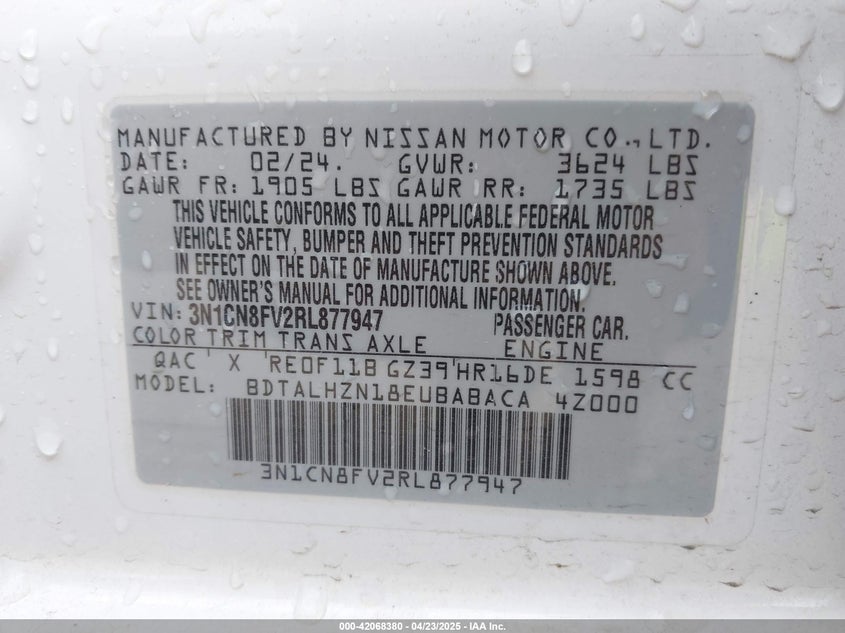 MANUFACTURED BY NISSAN MOTOR CO., LTD.
DATE: 02/24. GVWR: 3624 LBS
GAWR FR: 1905 LBS GAWR RR: 1735 LBS
THIS VEHICLE CONFORMS TO ALL APPLICABLE FEDERAL MOTOR
VEHICLE SAFETY, BUMPER AND THEFT PREVENTION STANDARDS
IN EFFECT ON THE DATE OF MANUFACTURE SHOWN ABOVE.
SEE OWNER'S MANUAL FOR ADDITIONAL INFORMATION.
VIN: 3N1CN8FV2RL877947 PASSENGER CAR.
COLOR TRIM TRANS AXLE ENGINE
QAC X RE0F11B GZ39 HR16DE 1598 CC
MODEL: BDTALHZN18EUBABACA 4Z000
3N1CN8FV2RL877947
000-42068380 - 04/23/2025 - IAA Inc.